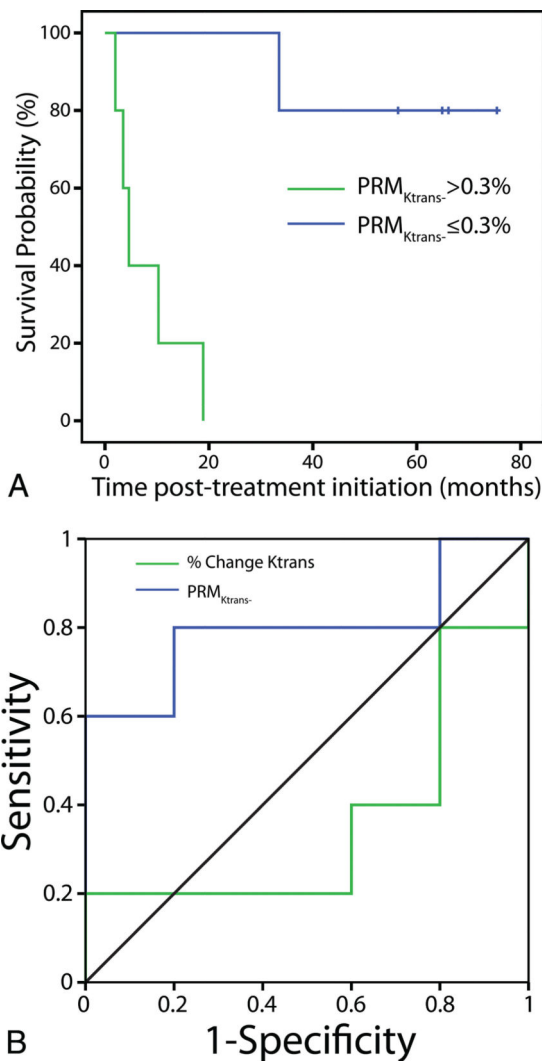 100
80
60
40
20
0
Survival Probability (%)
PRMKtrans->0.3%
PRMKtrans-≤0.3%
0 20 40 60 80
A
Time post-treatment initiation (months)
1
0.8
0.6
0.4
0.2
0
Sensitivity
% Change Ktrans
PRMKtrans-
0 0.2 0.4 0.6 0.8 1
B
1-Specificity